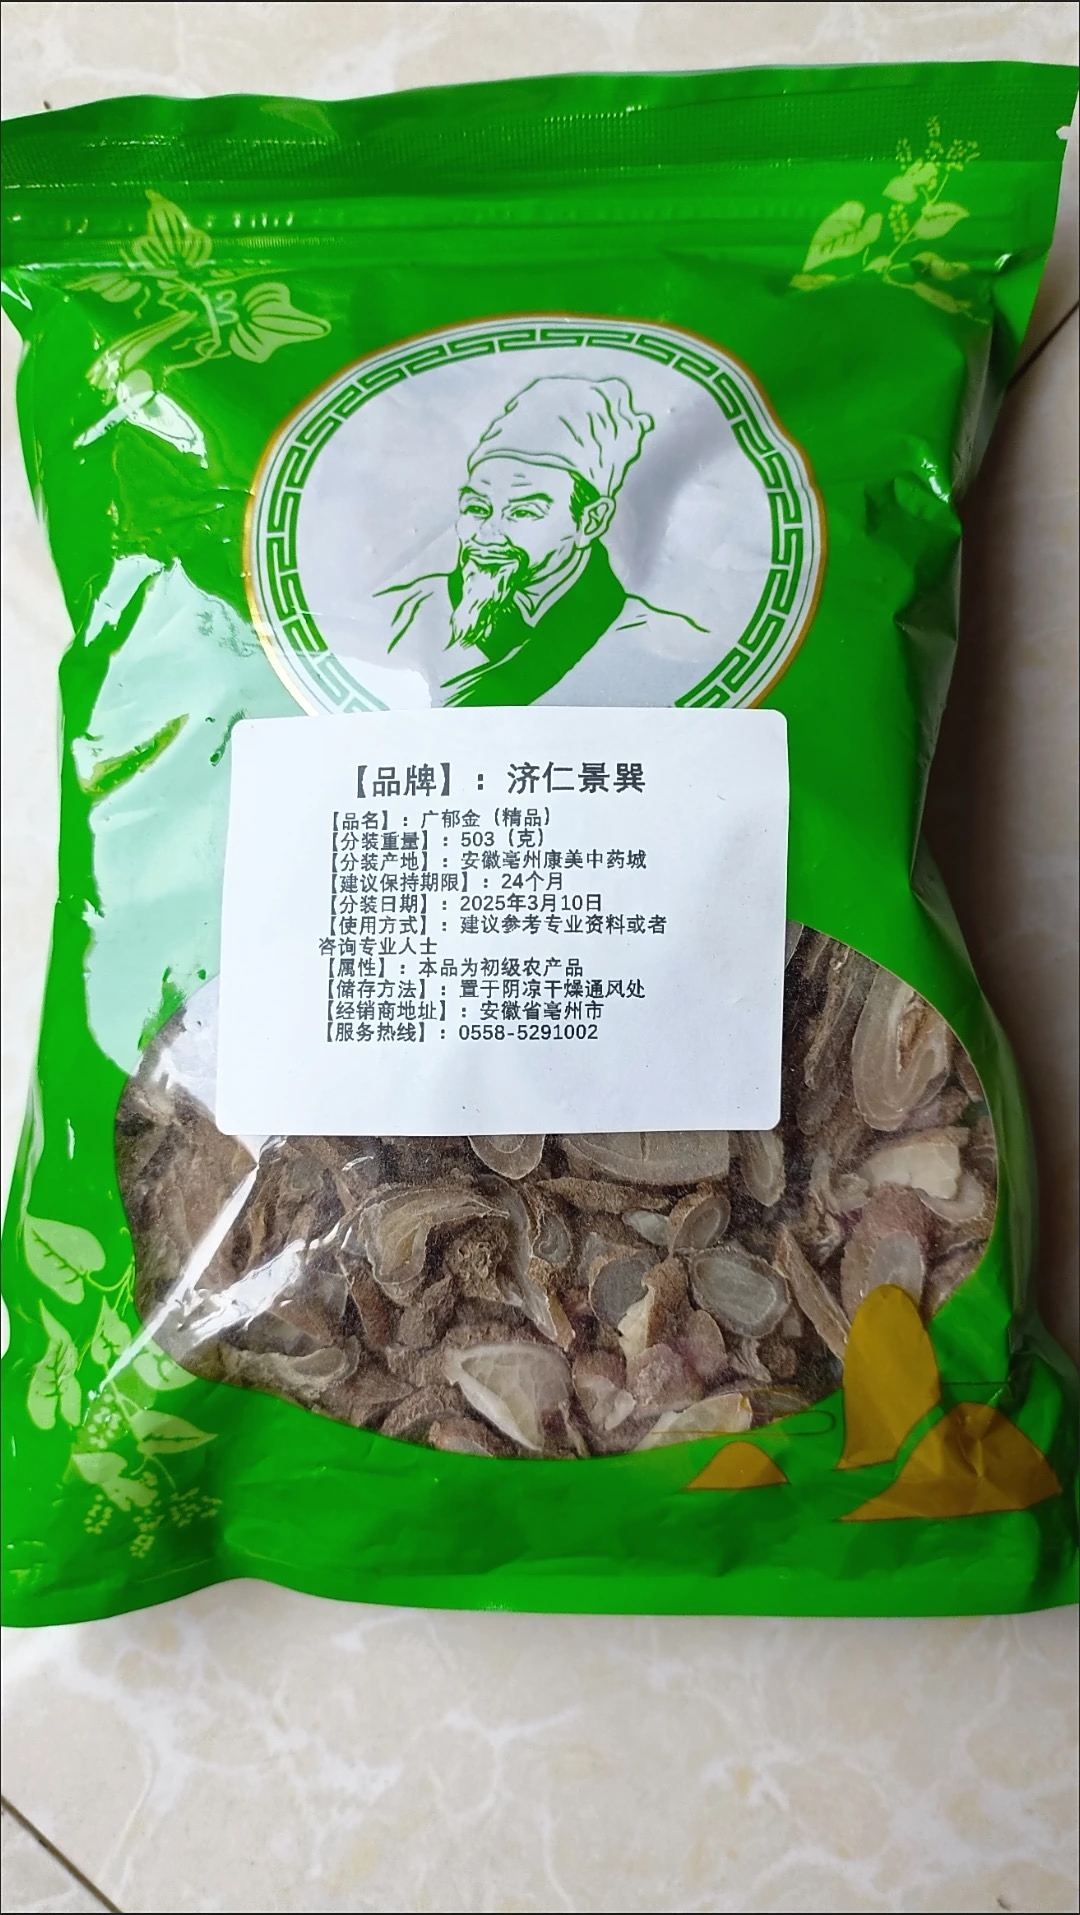 【品牌】：济仁景巽
【品名】：广郁金（精品）
【分装重量】：503（克）
【分装产地】：安徽亳州康美中药城
【建议保持期限】：24个月
【分装日期】：2025年3月10日
【使用方式】：建议参考专业资料或者
咨询专业人士
【属性】：本品为初级农产品
【储存方法】：置于阴凉干燥通风处
【经销商地址】：安徽省亳州市
【服务热线】：0558-5291002